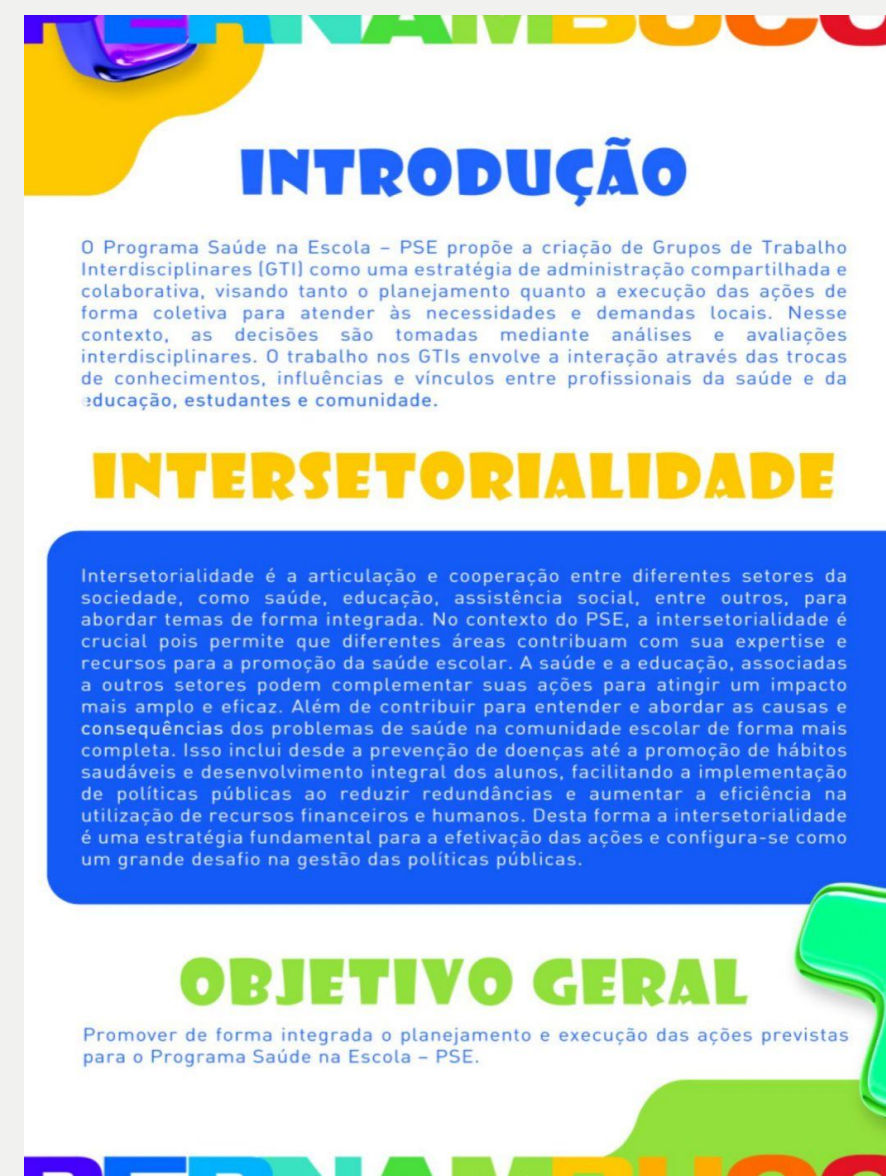 PERNAMBUCO
INTRODUÇÃO
O Programa Saúde na Escola – PSE propõe a criação de Grupos de Trabalho
Interdisciplinares (GTI) como uma estratégia de administração compartilhada e
colaborativa, visando tanto o planejamento quanto a execução das ações de
forma coletiva para atender às necessidades e demandas locais. Nesse
contexto, as decisões são tomadas mediante análises e avaliações
interdisciplinares. O trabalho nos GTIs envolve a interação através das trocas
de conhecimentos, influências e vínculos entre profissionais da saúde e da
educação, estudantes e comunidade.
INTERSETORIALIDADE
Intersetorialidade é a articulação e cooperação entre diferentes setores da
sociedade, como saúde, educação, assistência social, entre outros, para
abordar temas de forma integrada. No contexto do PSE, a intersetorialidade é
crucial pois permite que diferentes áreas contribuam com sua expertise e
recursos para a promoção da saúde escolar. A saúde e a educação, associadas
a outros setores podem complementar suas ações para atingir um impacto
mais amplo e eficaz. Além de contribuir para entender e abordar as causas e
consequências dos problemas de saúde na comunidade escolar de forma mais
completa. Isso inclui desde a prevenção de doenças até a promoção de hábitos
saudáveis e desenvolvimento integral dos alunos, facilitando a implementação
de políticas públicas ao reduzir redundâncias e aumentar a eficiência na
utilização de recursos financeiros e humanos. Desta forma a intersetorialidade
é uma estratégia fundamental para a efetivação das ações e configura-se como
um grande desafio na gestão das políticas públicas.
OBJETIVO GERAL
Promover de forma integrada o planejamento e execução das ações previstas
para o Programa Saúde na Escola – PSE.
PERNAMBUCO